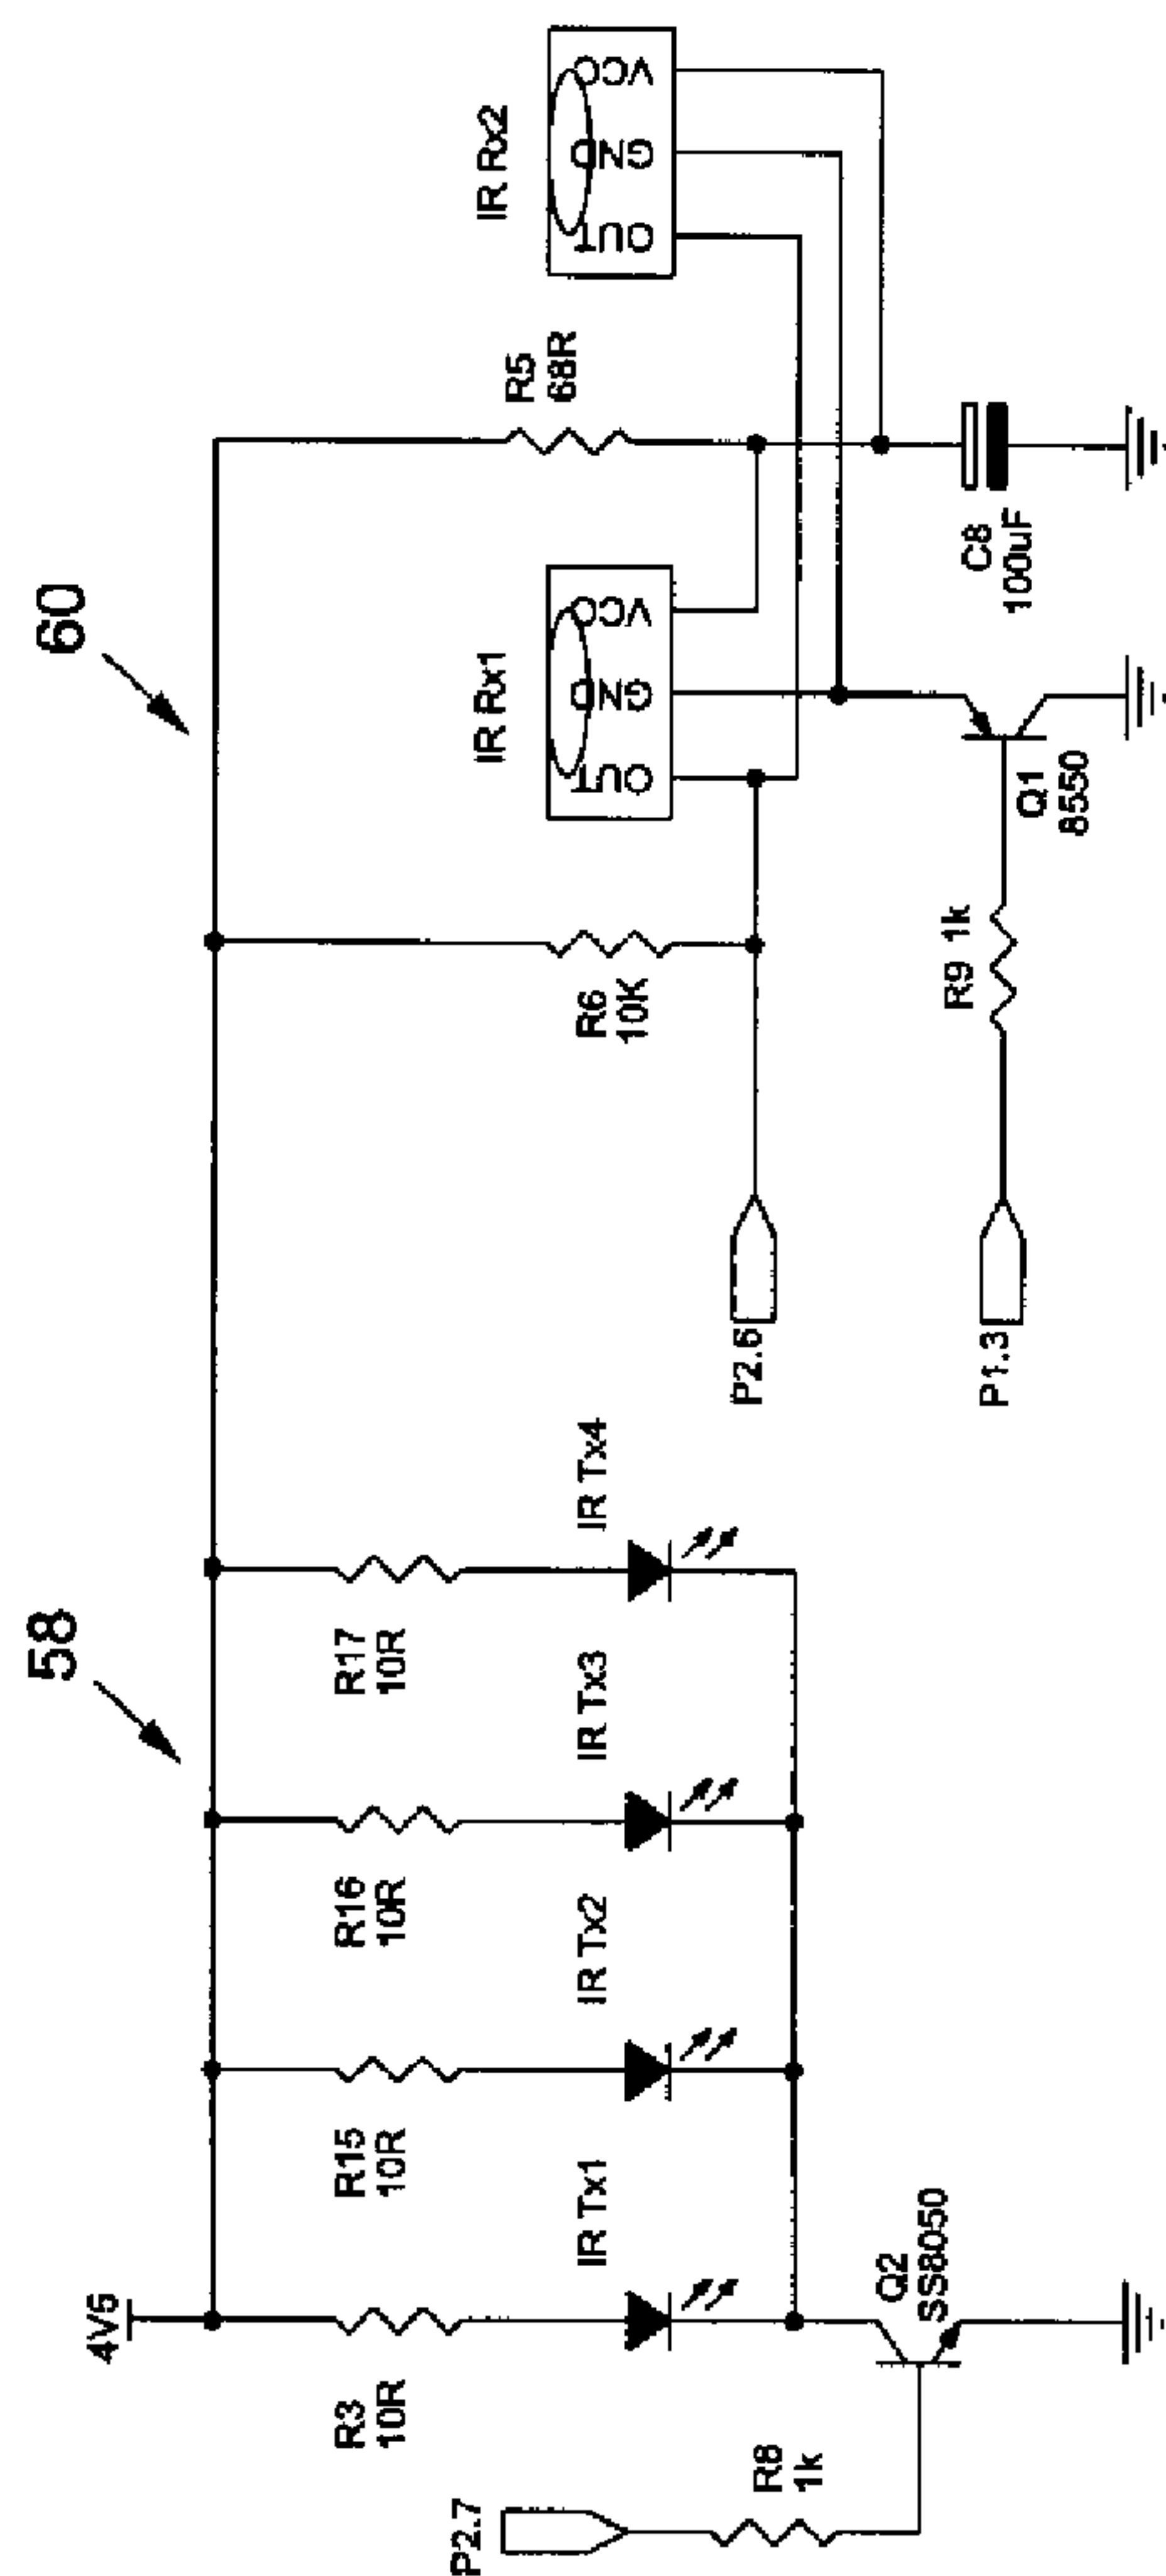 60
IR Rx2
OUT
GND
VCC
R5
68R
IR Rx1
OUT
GND
VCC
R6
10K
C8
100uF
Q1
8550
R9 1k
P2.6
P1.3
58
IR Tx4
R17
10R
IR Tx3
R16
10R
IR Tx2
R15
10R
IR Tx1
4V5
R3
10R
Q2
SS8050
R8
1k
P2.7